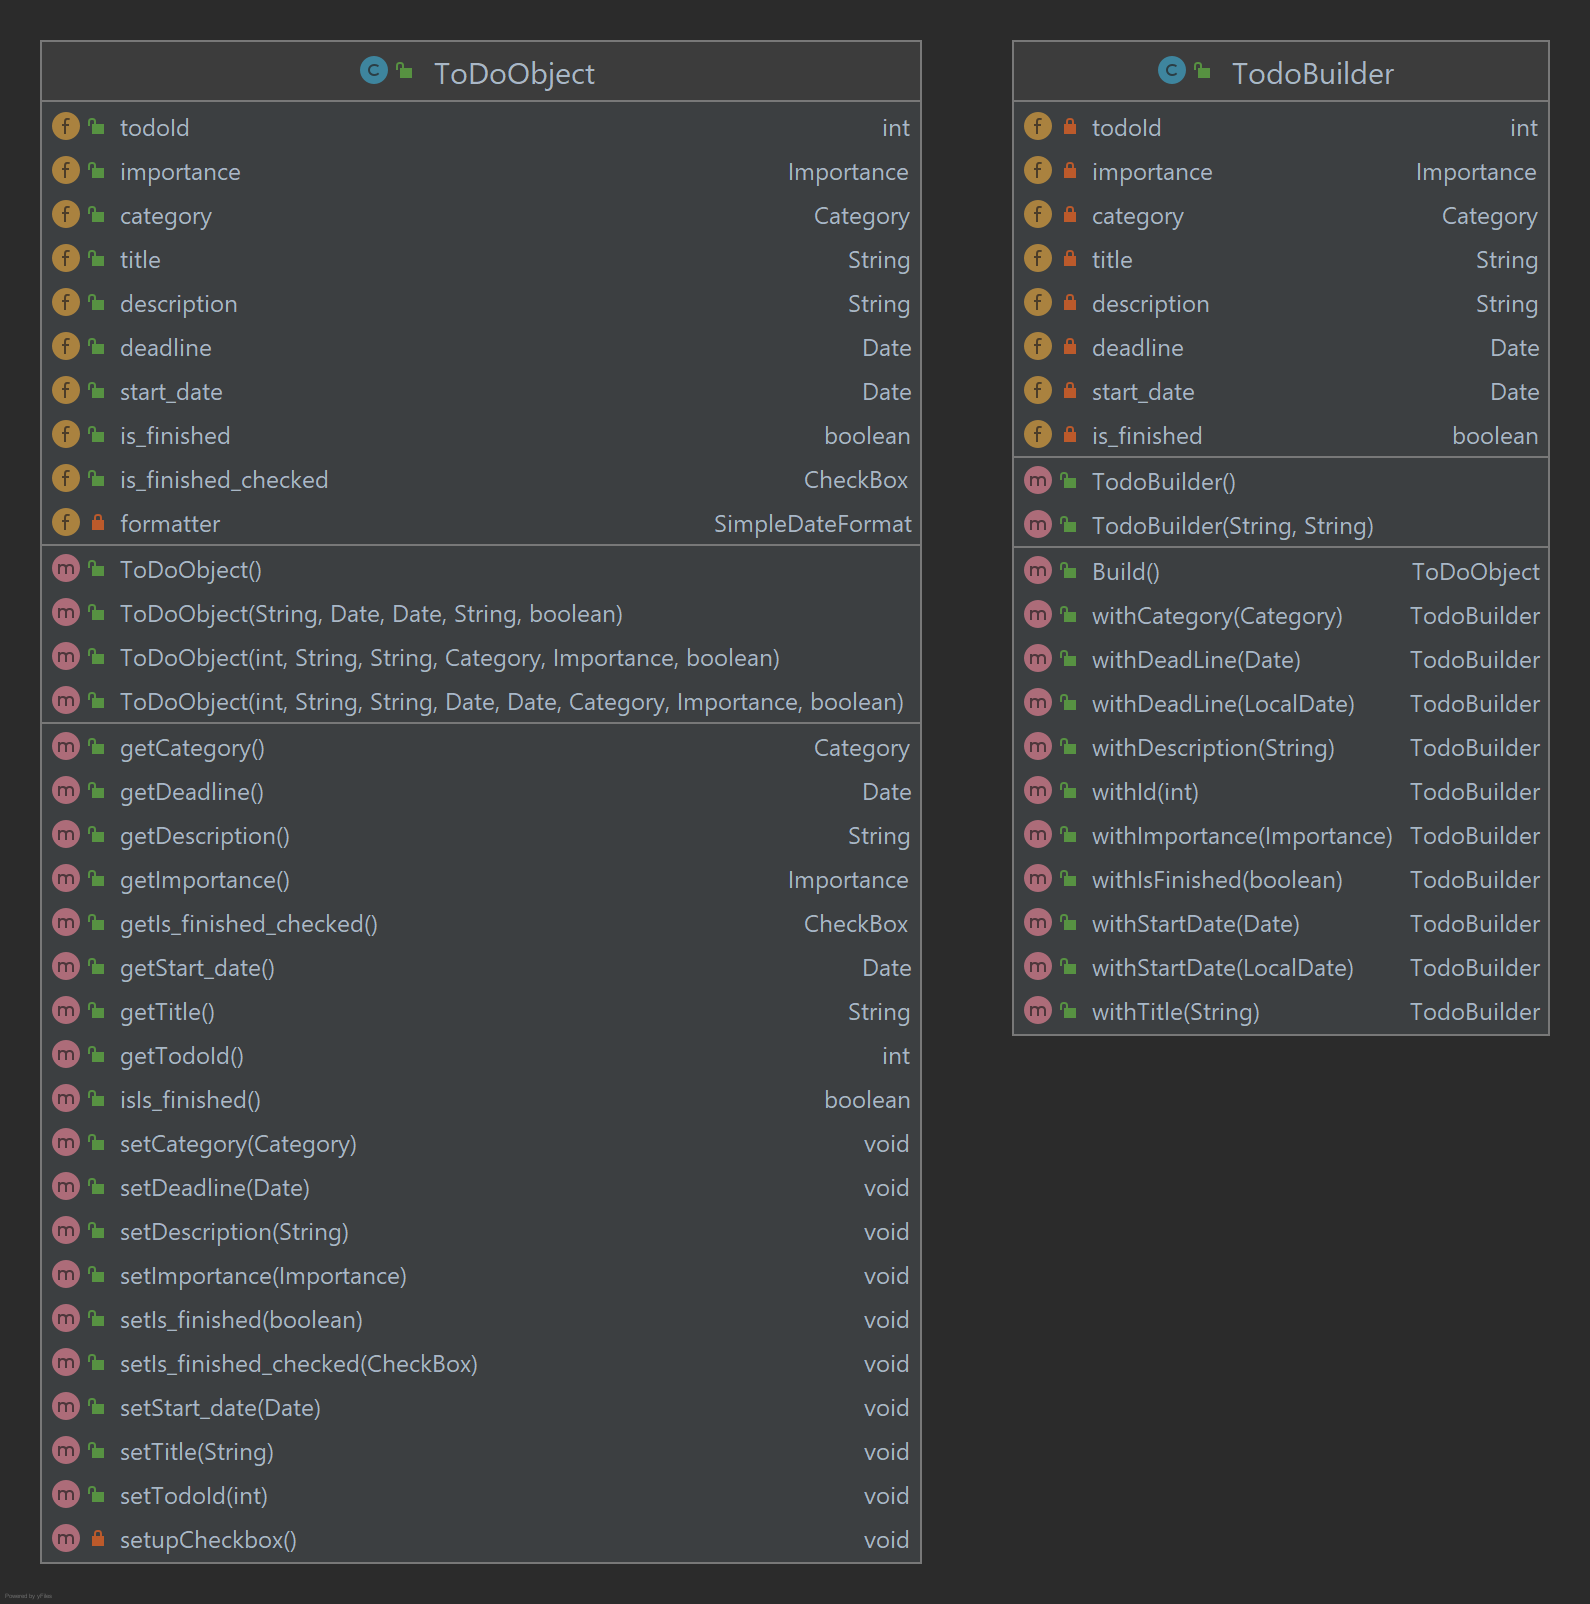 ToDoObject
todoId int
importance Importance
category Category
title String
description String
deadline Date
start_date Date
is_finished boolean
is_finished_checked CheckBox
formatter SimpleDateFormat
ToDoObject()
ToDoObject(String, Date, Date, String, boolean)
ToDoObject(int, String, String, Category, Importance, boolean)
ToDoObject(int, String, String, Date, Date, Category, Importance, boolean)
getCategory() Category
getDeadline() Date
getDescription() String
getImportance() Importance
getIs_finished_checked() CheckBox
getStart_date() Date
getTitle() String
getTodoId() int
isIs_finished() boolean
setCategory(Category) void
setDeadline(Date) void
setDescription(String) void
setImportance(Importance) void
setIs_finished(boolean) void
setIs_finished_checked(CheckBox) void
setStart_date(Date) void
setTitle(String) void
setTodoId(int) void
setupCheckbox() void
TodoBuilder
todoId int
importance Importance
category Category
title String
description String
deadline Date
start_date Date
is_finished boolean
TodoBuilder()
TodoBuilder(String, String)
Build() ToDoObject
withCategory(Category) TodoBuilder
withDeadLine(Date) TodoBuilder
withDeadLine(LocalDate) TodoBuilder
withDescription(String) TodoBuilder
withId(int) TodoBuilder
withImportance(Importance) TodoBuilder
withIsFinished(boolean) TodoBuilder
withStartDate(Date) TodoBuilder
withStartDate(LocalDate) TodoBuilder
withTitle(String) TodoBuilder
Powered by yFiles